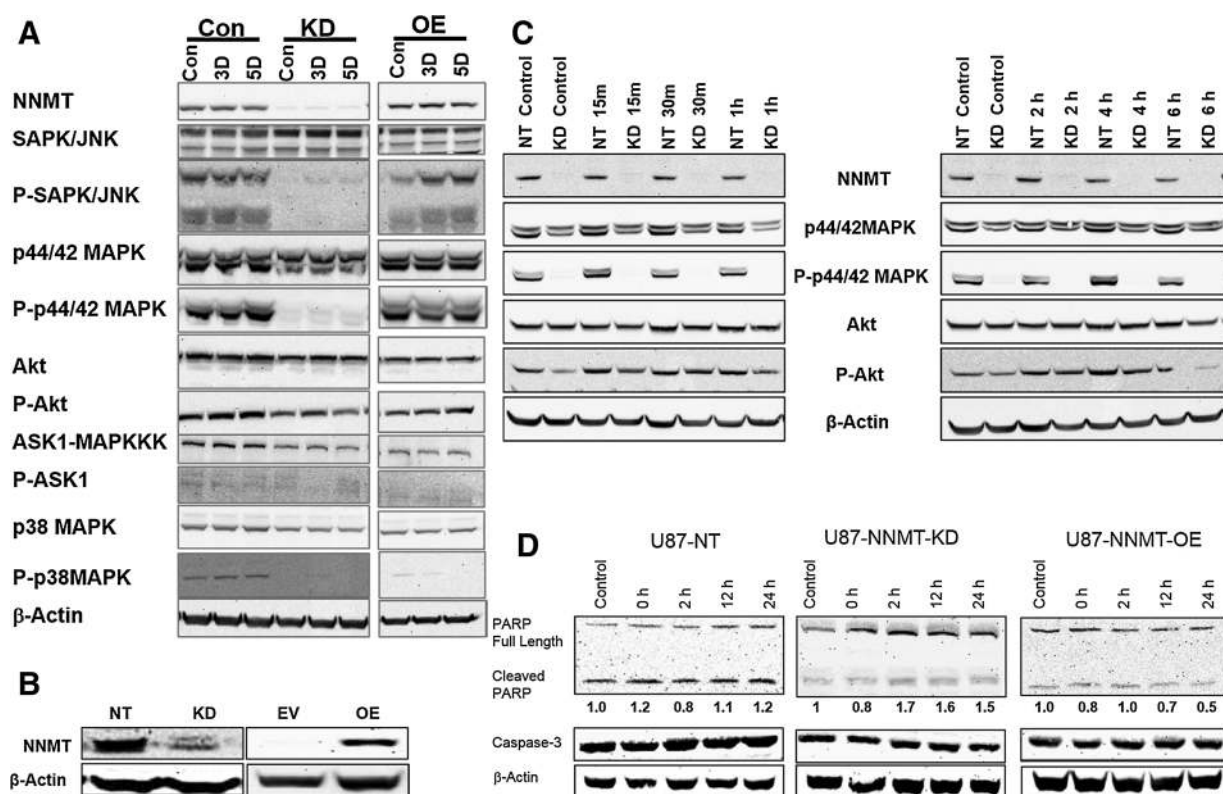 A
Con KD OE
Con 3D 5D Con 3D 5D Con 3D 5D
NNMT
SAPK/JNK
P-SAPK/JNK
p44/42 MAPK
P-p44/42 MAPK
Akt
P-Akt
ASK1-MAPKKK
P-ASK1
p38 MAPK
P-p38MAPK
β-Actin
B
NT KD EV OE
NNMT
β-Actin
C
NT Control KD Control NT 15m KD 15m NT 30m KD 30m NT 1h KD 1h
NT Control KD Control NT 2 h KD 2 h NT 4 h KD 4 h NT 6 h KD 6 h
NNMT
p44/42MAPK
P-p44/42 MAPK
Akt
P-Akt
β-Actin
D
U87-NT U87-NNMT-KD U87-NNMT-OE
Control 0 h 2 h 12 h 24 h Control 0 h 2 h 12 h 24 h Control 0 h 2 h 12 h 24 h
PARP
Full Length
Cleaved
PARP
1.0 1.2 0.8 1.1 1.2 1 0.8 1.7 1.6 1.5 1.0 0.8 1.0 0.7 0.5
Caspase-3
β-Actin